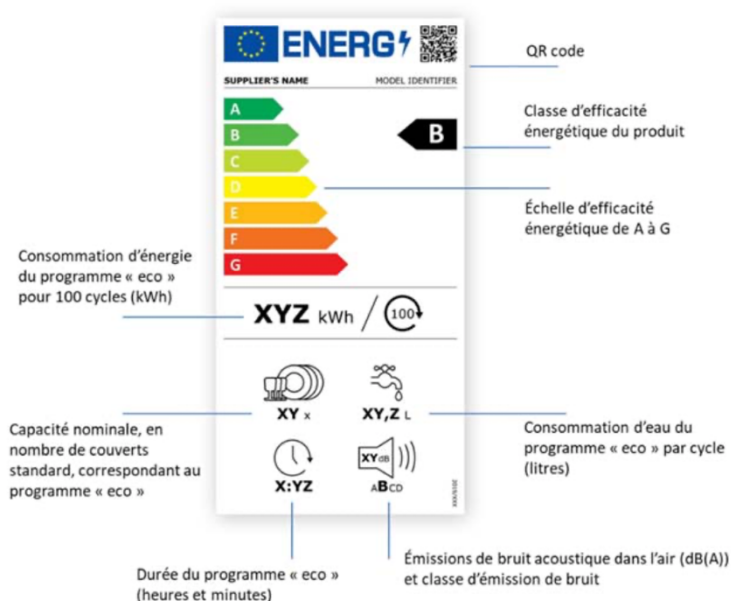 ENERG
QR code
SUPPLIER'S NAME MODEL IDENTIFIER
A
B
B
C
D
E
F
G
Classe d'efficacité
énergétique du produit
Échelle d'efficacité
énergétique de A à G
Consommation d'énergie
du programme « eco »
pour 100 cycles (kWh)
XYZ kWh / 100
XY x
XY,Z L
Capacité nominale, en
nombre de couverts
standard, correspondant au
programme « eco »
Consommation d'eau du
programme « eco » par cycle
(litres)
X:YZ
XY dB
ABCD
Durée du programme « eco »
(heures et minutes)
Émissions de bruit acoustique dans l'air (dB(A))
et classe d'émission de bruit